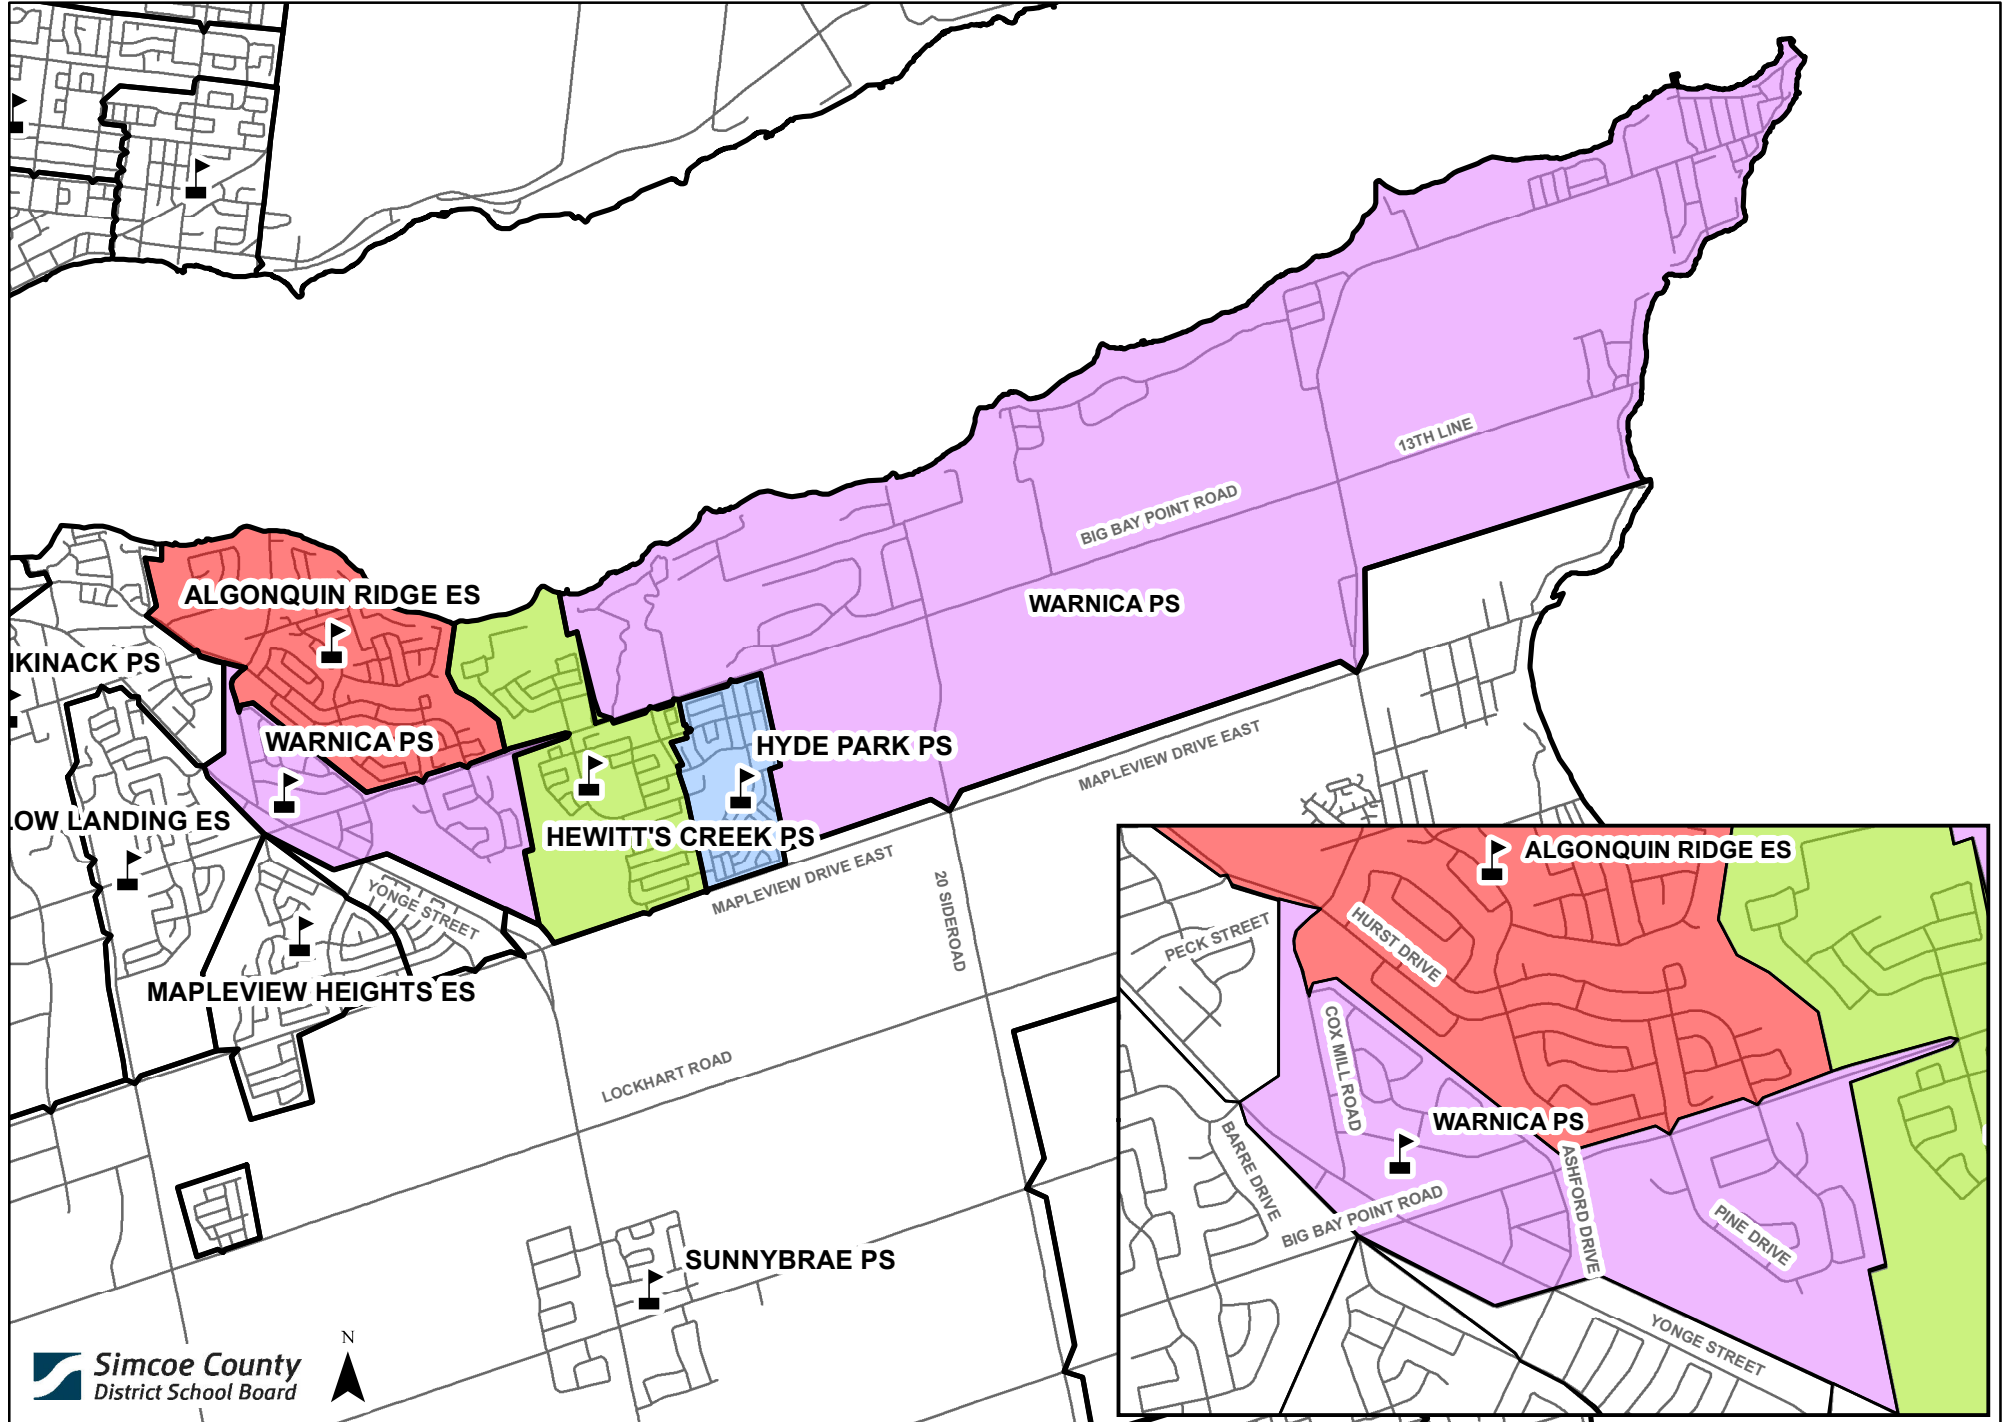 13TH LINE
BIG BAY POINT ROAD
ALGONQUIN RIDGE ES
WARNICA PS
IKINACK PS
WARNICA PS
HYDE PARK PS
MAPLEVIEW DRIVE EAST
LOW LANDING ES
HEWITT'S CREEK PS
MAPLEVIEW DRIVE EAST
YONGE STREET
20 SIDEROAD
MAPLEVIEW HEIGHTS ES
LOCKHART ROAD
SUNNYBRAE PS
ALGONQUIN RIDGE ES
HURST DRIVE
PECK STREET
COX MILL ROAD
WARNICA PS
BARRE DRIVE
ASHFORD DRIVE
BIG BAY POINT ROAD
PINE DRIVE
YONGE STREET
Simcoe County
District School Board
N